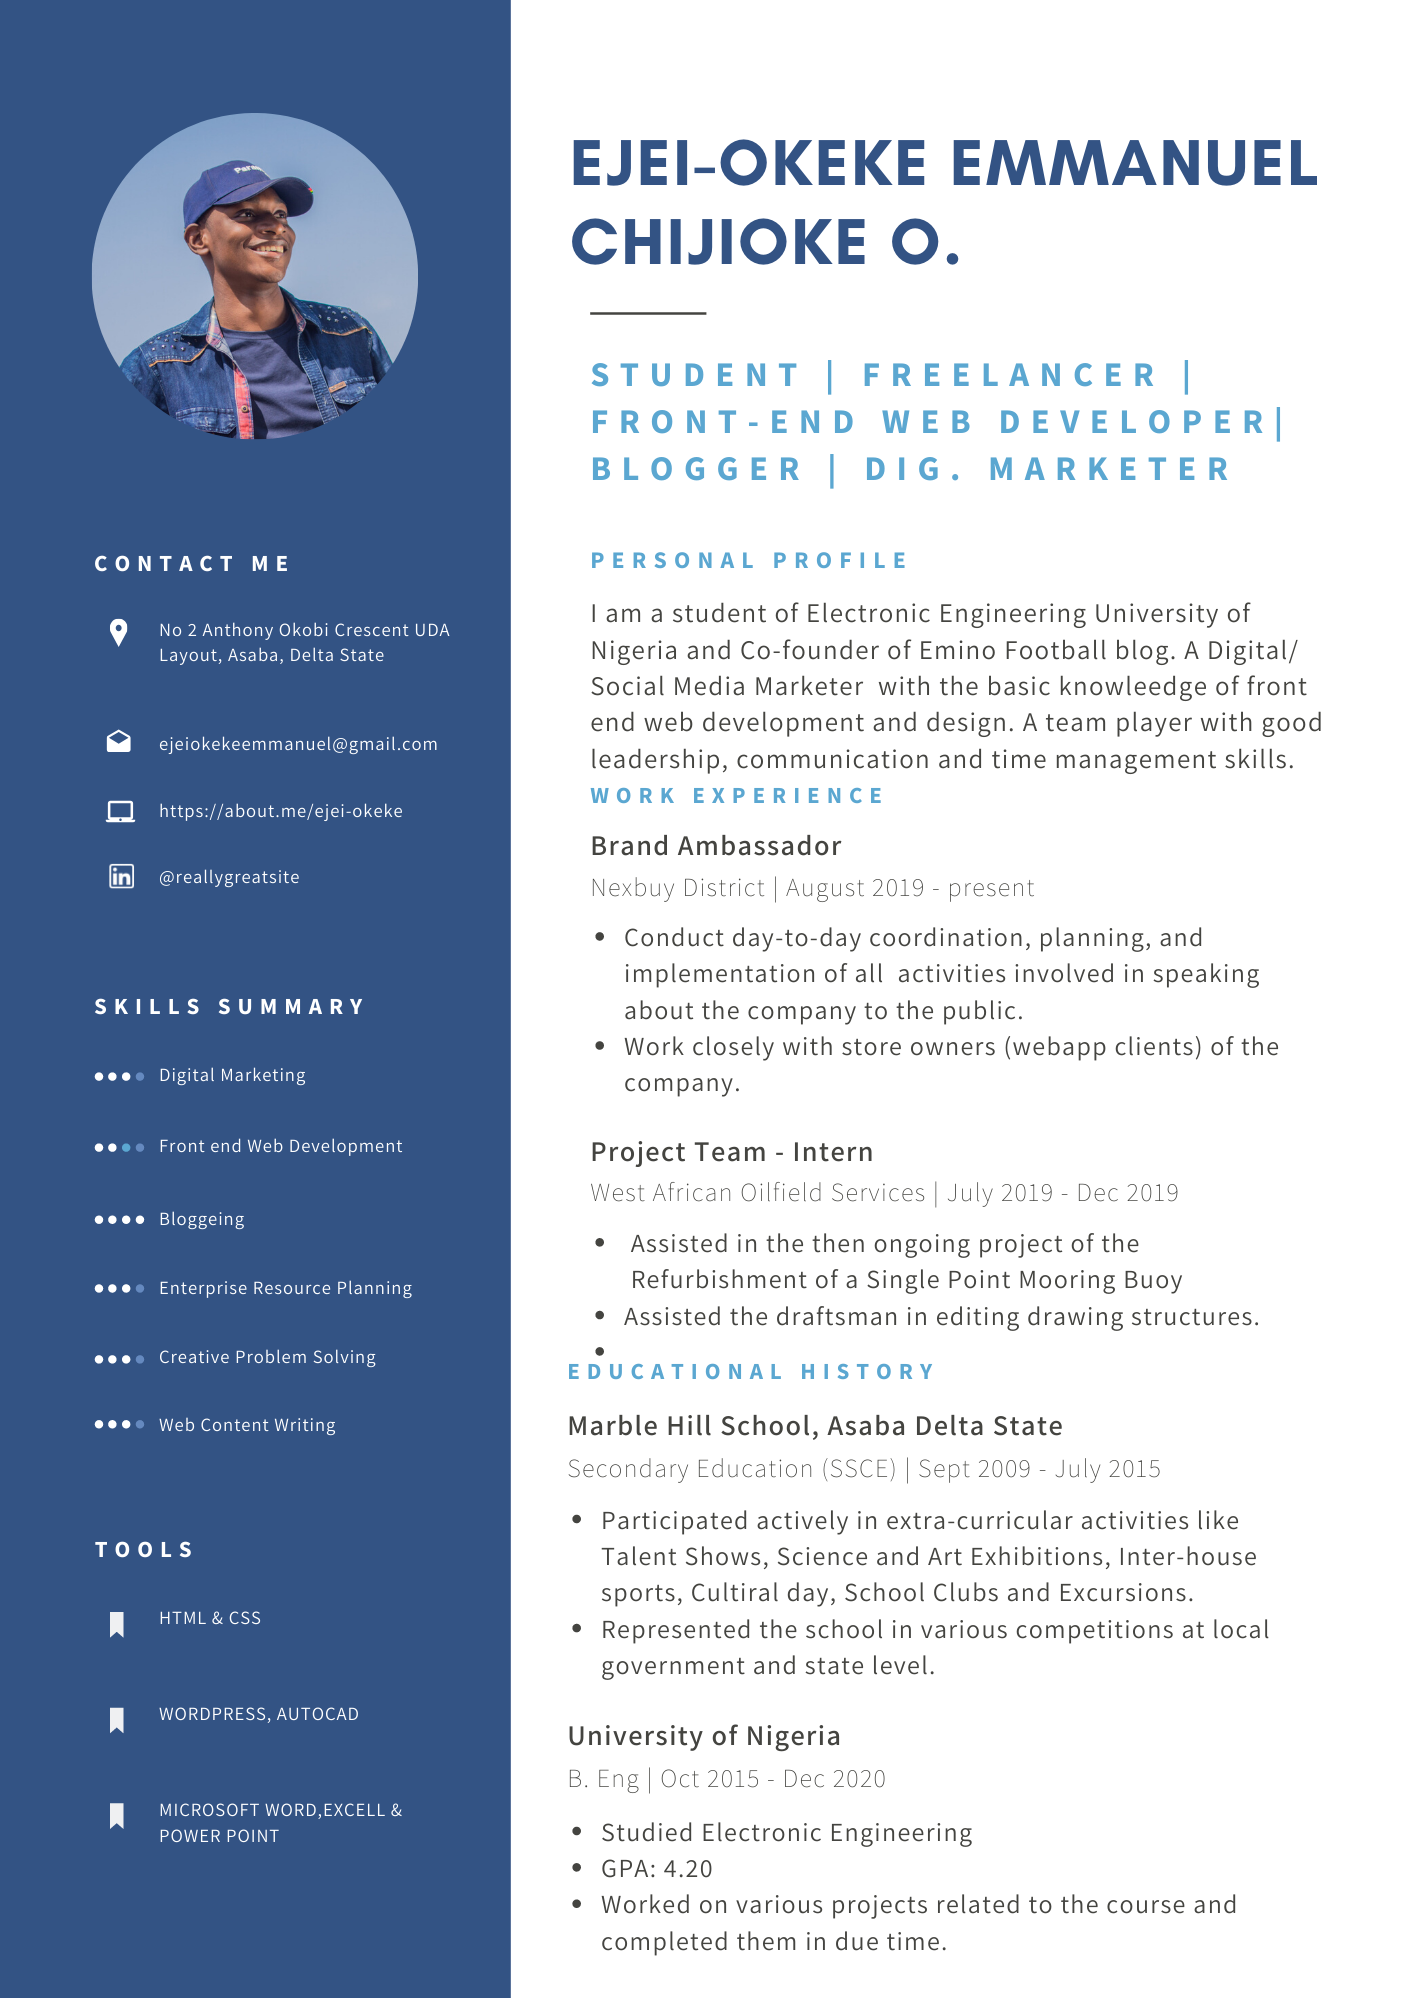 EJEI-OKEKE EMMANUEL
CHIJIOKE O.
STUDENT | FREELANCER |
FRONT-END WEB DEVELOPER|
BLOGGER | DIG. MARKETER
CONTACT ME
No 2 Anthony Okobi Crescent UDA
Layout, Asaba, Delta State
ejeiokekeemmanuel@gmail.com
https://about.me/ejei-okeke
@reallygreatsite
SKILLS SUMMARY
Digital Marketing
Front end Web Development
Bloggeing
Enterprise Resource Planning
Creative Problem Solving
Web Content Writing
TOOLS
HTML & CSS
WORDPRESS, AUTOCAD
MICROSOFT WORD,EXCELL &
POWER POINT
PERSONAL PROFILE
I am a student of Electronic Engineering University of
Nigeria and Co-founder of Emino Football blog. A Digital/
Social Media Marketer  with the basic knowleedge of front
end web development and design. A team player with good
leadership, communication and time management skills.
WORK EXPERIENCE
Brand Ambassador
Nexbuy District | August 2019 - present
• Conduct day-to-day coordination, planning, and
implementation of all  activities involved in speaking
about the company to the public.
• Work closely with store owners (webapp clients) of the
company.
Project Team - Intern
West African Oilfield Services | July 2019 - Dec 2019
• Assisted in the then ongoing project of the
Refurbishment of a Single Point Mooring Buoy
• Assisted the draftsman in editing drawing structures.
•
EDUCATIONAL HISTORY
Marble Hill School, Asaba Delta State
Secondary Education (SSCE) | Sept 2009 - July 2015
• Participated actively in extra-curricular activities like
Talent Shows, Science and Art Exhibitions, Inter-house
sports, Cultiral day, School Clubs and Excursions.
• Represented the school in various competitions at local
government and state level.
University of Nigeria
B. Eng | Oct 2015 - Dec 2020
• Studied Electronic Engineering
• GPA: 4.20
• Worked on various projects related to the course and
completed them in due time.